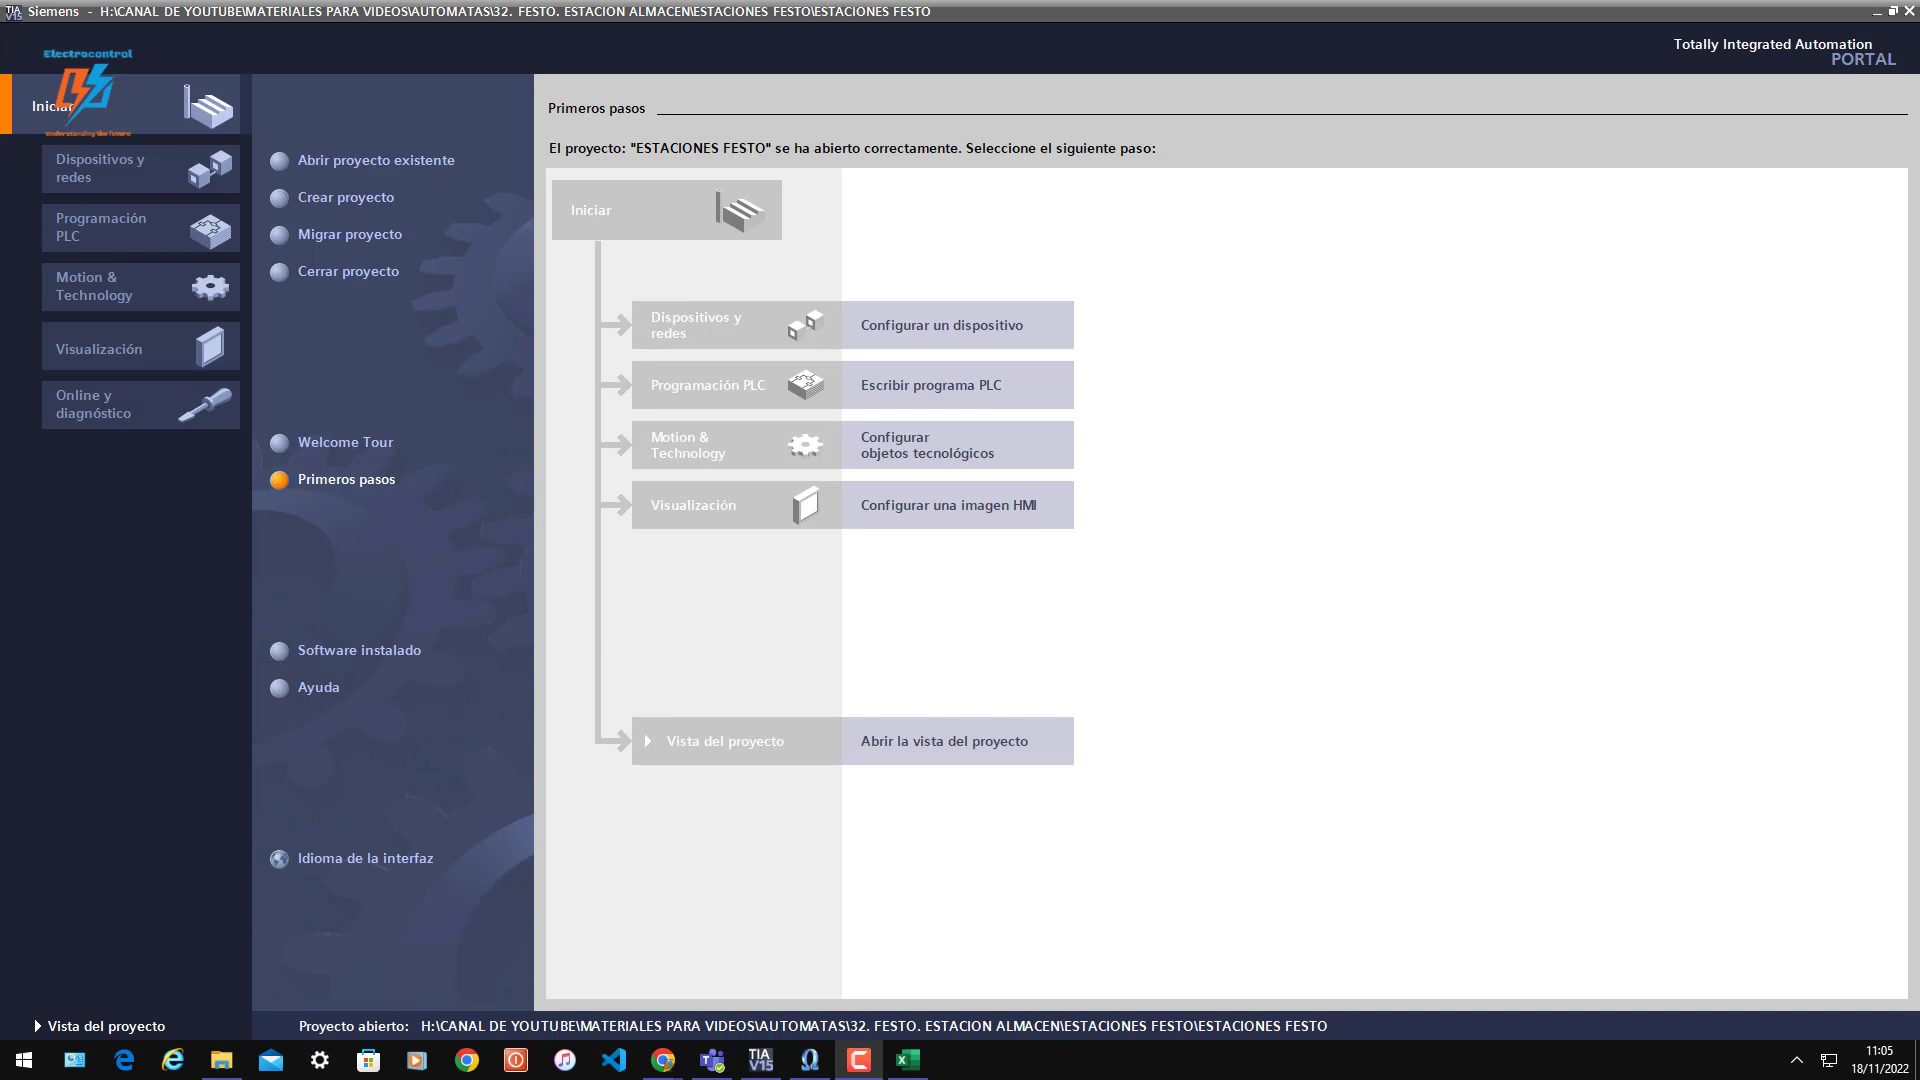 Siemens - H:\CANAL DE YOUTUBE\MATERIALES PARA VIDEOS\AUTOMATAS\32. FESTO. ESTACION ALMACEN\ESTACIONES FESTO\ESTACIONES FESTO
Totally Integrated Automation
PORTAL
Electrocontrol
Understanding the future
Iniciar
Dispositivos y
redes
Programación
PLC
Motion &
Technology
Visualización
Online y
diagnóstico
Abrir proyecto existente
Crear proyecto
Migrar proyecto
Cerrar proyecto
Welcome Tour
Primeros pasos
Software instalado
Ayuda
Idioma de la interfaz
Primeros pasos
El proyecto: "ESTACIONES FESTO" se ha abierto correctamente. Seleccione el siguiente paso:
Iniciar
Dispositivos y
redes
Configurar un dispositivo
Programación PLC
Escribir programa PLC
Motion &
Technology
Configurar
objetos tecnológicos
Visualización
Configurar una imagen HMI
Vista del proyecto
Abrir la vista del proyecto
Vista del proyecto
Proyecto abierto: H:\CANAL DE YOUTUBE\MATERIALES PARA VIDEOS\AUTOMATAS\32. FESTO. ESTACION ALMACEN\ESTACIONES FESTO\ESTACIONES FESTO
TIA
V15
11:05
18/11/2022